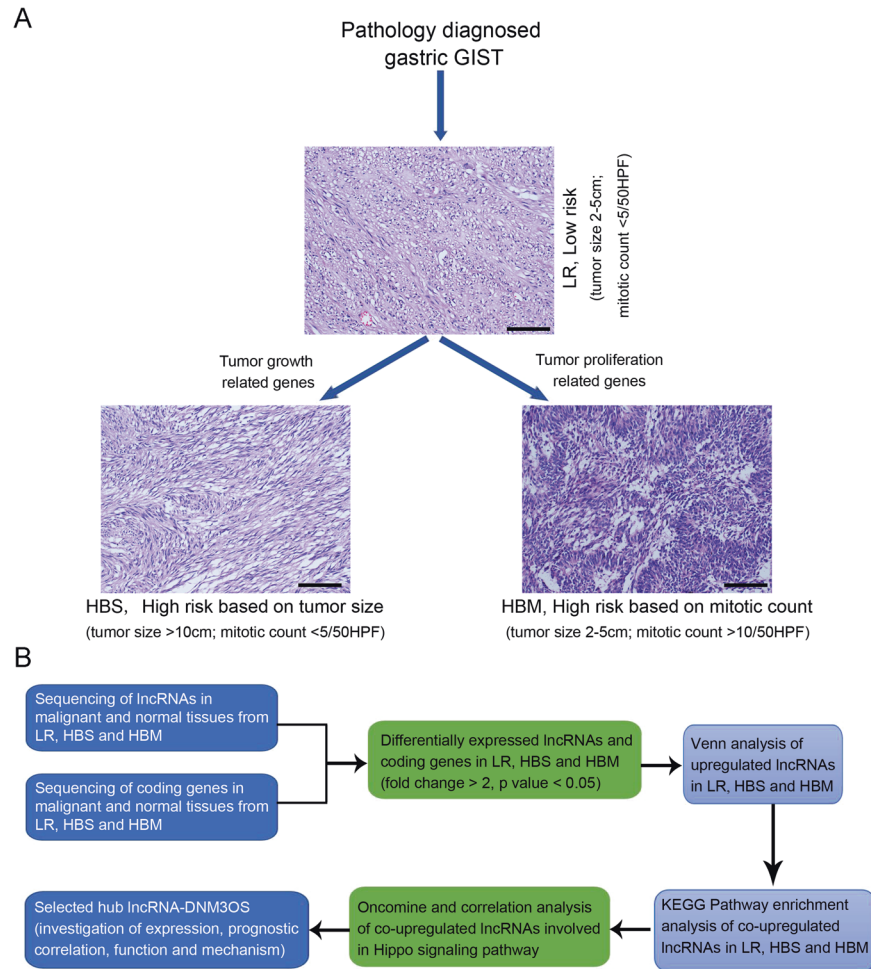 A
Pathology diagnosed
gastric GIST
LR, Low risk
(tumor size 2-5cm;
mitotic count <5/50HPF)
Tumor growth
related genes
Tumor proliferation
related genes
HBS, High risk based on tumor size
(tumor size >10cm; mitotic count <5/50HPF)
HBM, High risk based on mitotic count
(tumor size 2-5cm; mitotic count >10/50HPF)
B
Sequencing of lncRNAs in
malignant and normal tissues from
LR, HBS and HBM
Sequencing of coding genes in
malignant and normal tissues from
LR, HBS and HBM
Differentially expressed lncRNAs and
coding genes in LR, HBS and HBM
(fold change > 2, p value < 0.05)
Venn analysis of
upregulated lncRNAs
in LR, HBS and HBM
KEGG Pathway enrichment
analysis of co-upregulated
lncRNAs in LR, HBS and HBM
Oncomine and correlation analysis
of co-upregulated lncRNAs involved
in Hippo signaling pathway
Selected hub lncRNA-DNM3OS
(investigation of expression, prognostic
correlation, function and mechanism)